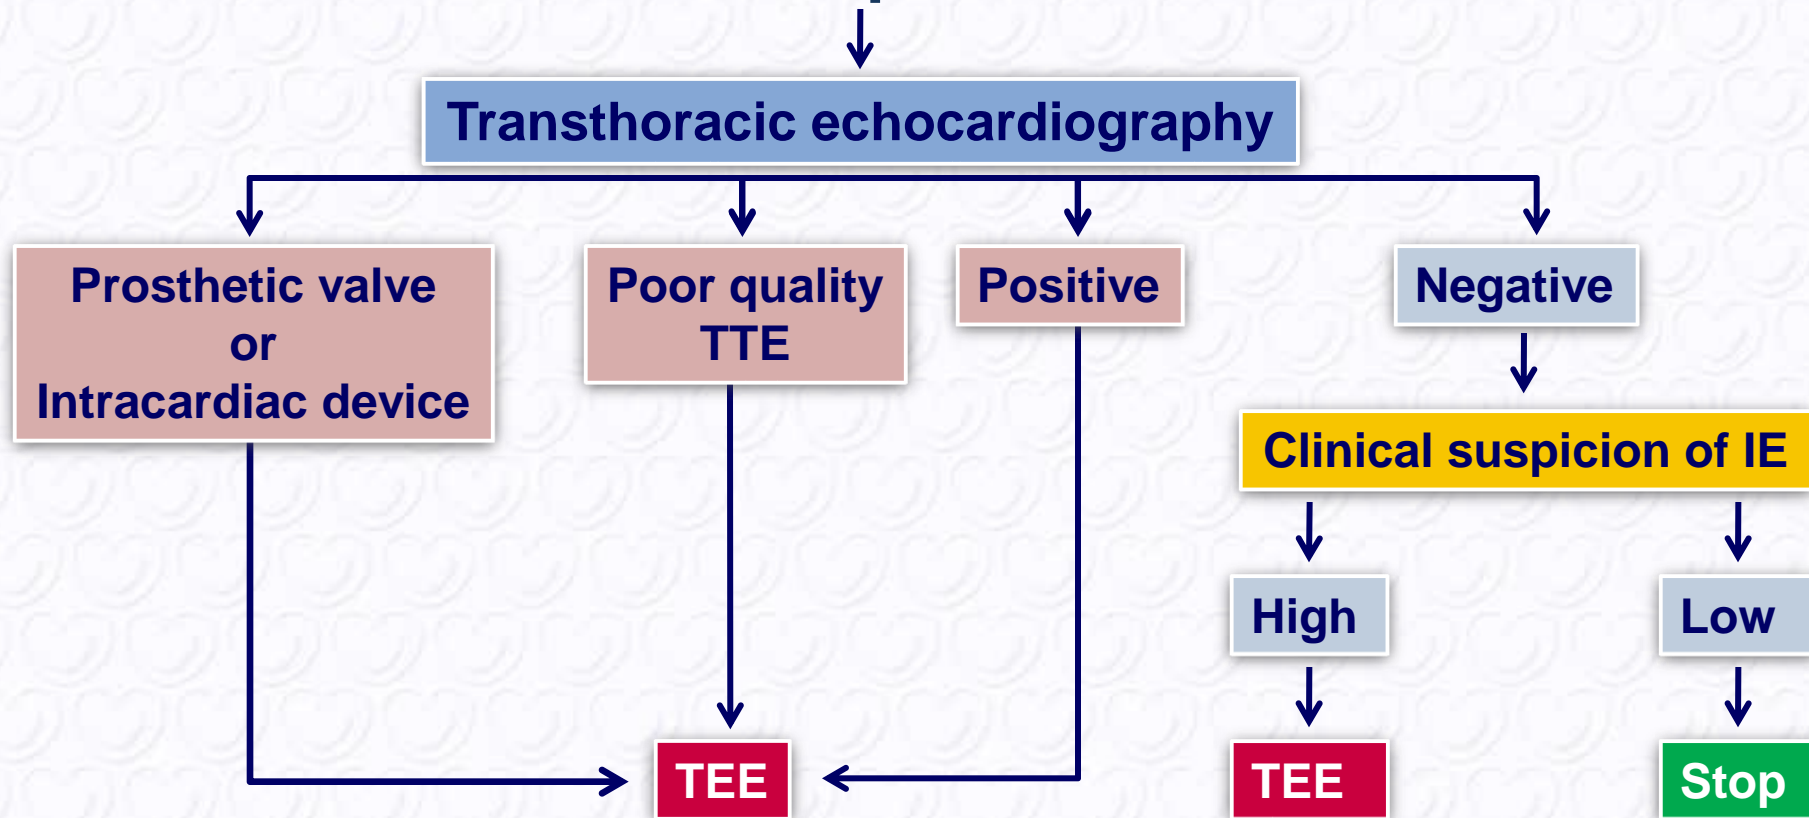 Transthoracic echocardiography
Prosthetic valve
or
Intracardiac device
Poor quality
TTE
Positive
Negative
Clinical suspicion of IE
High
Low
TEE
TEE
Stop